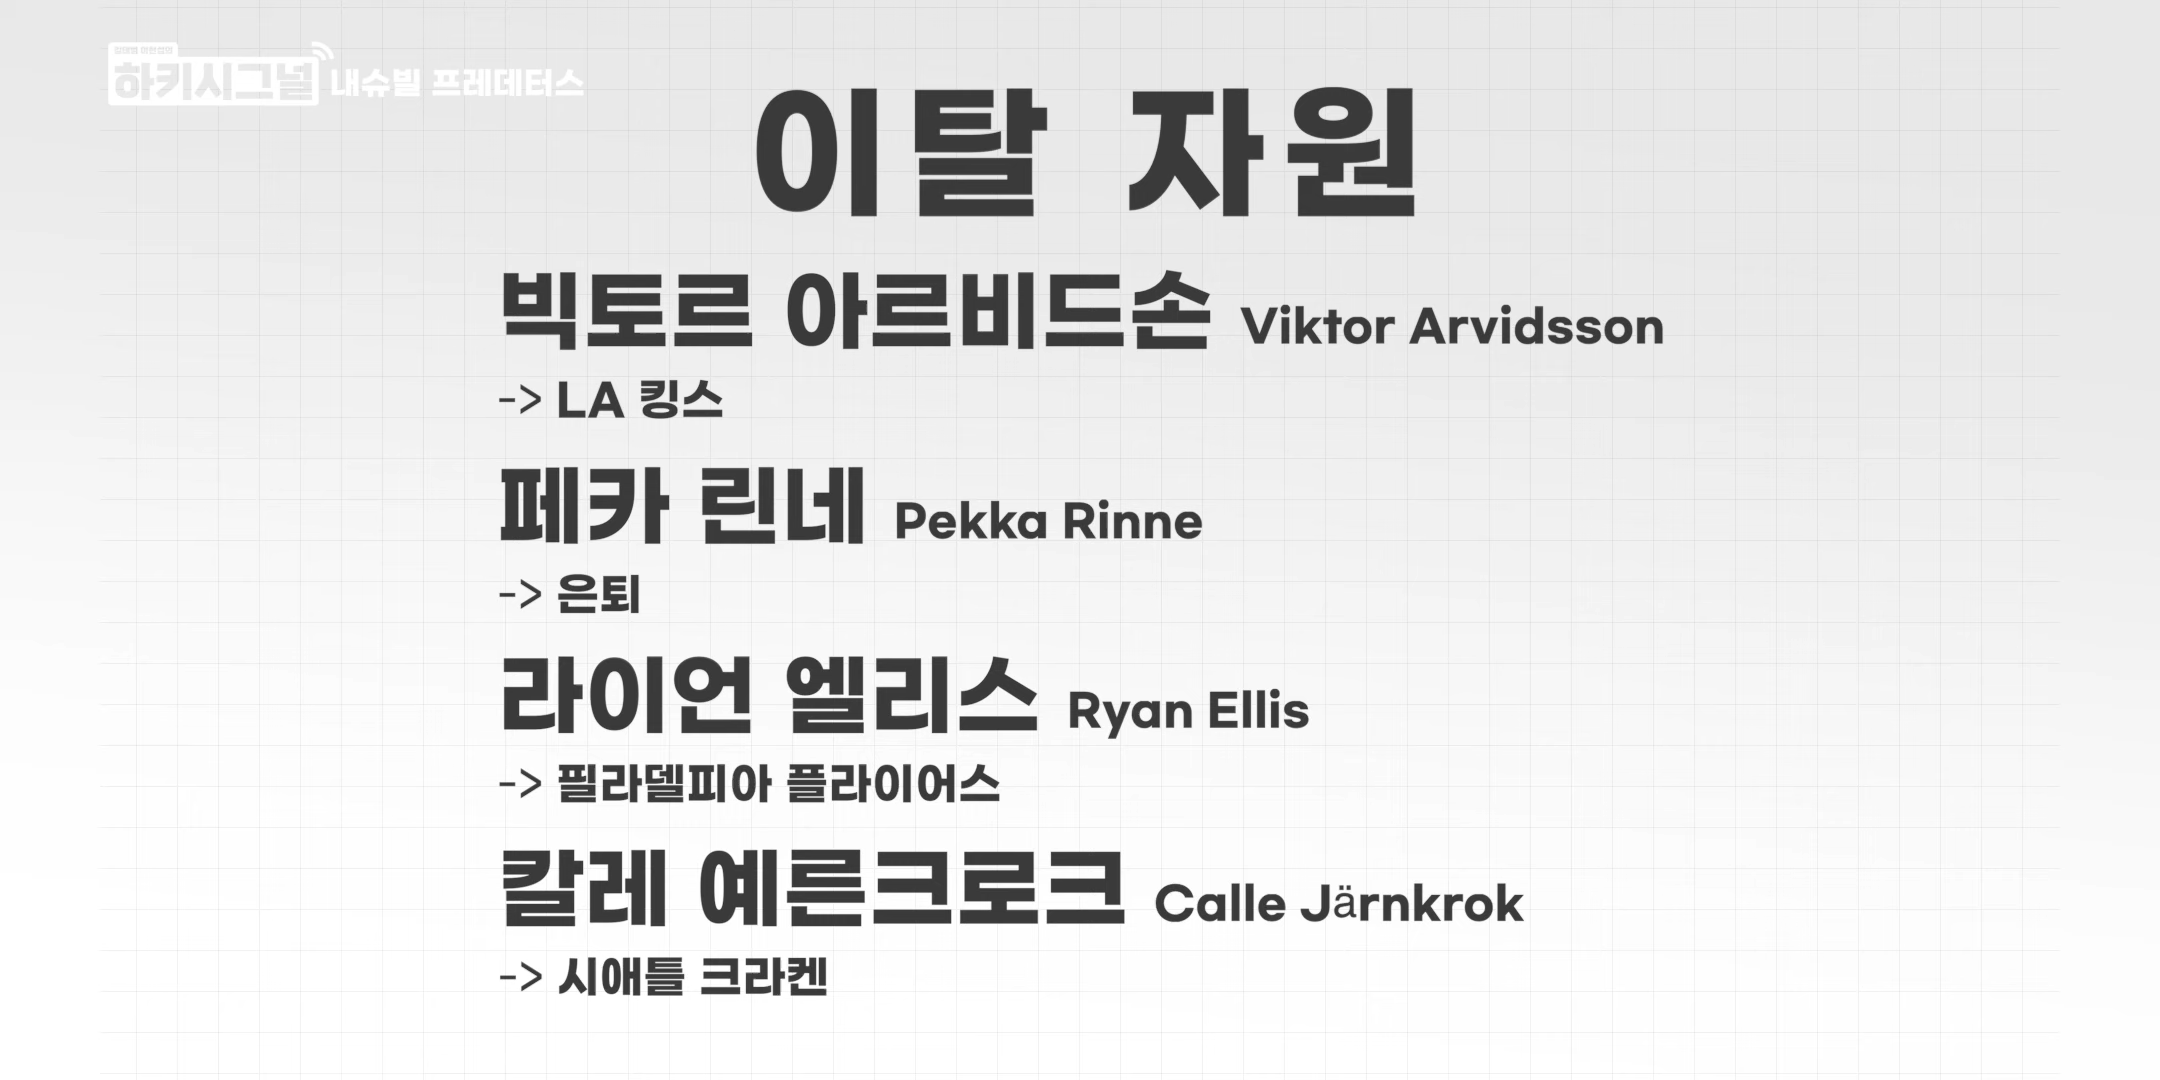 하키시그널 내슈빌 프레데터스
이탈 자원
빅토르 아르비드손 Viktor Arvidsson
-> LA 킹스
페카 린네 Pekka Rinne
-> 은퇴
라이언 엘리스 Ryan Ellis
-> 필라델피아 플라이어스
칼레 예른크로크 Calle Järnkrok
-> 시애틀 크라켄